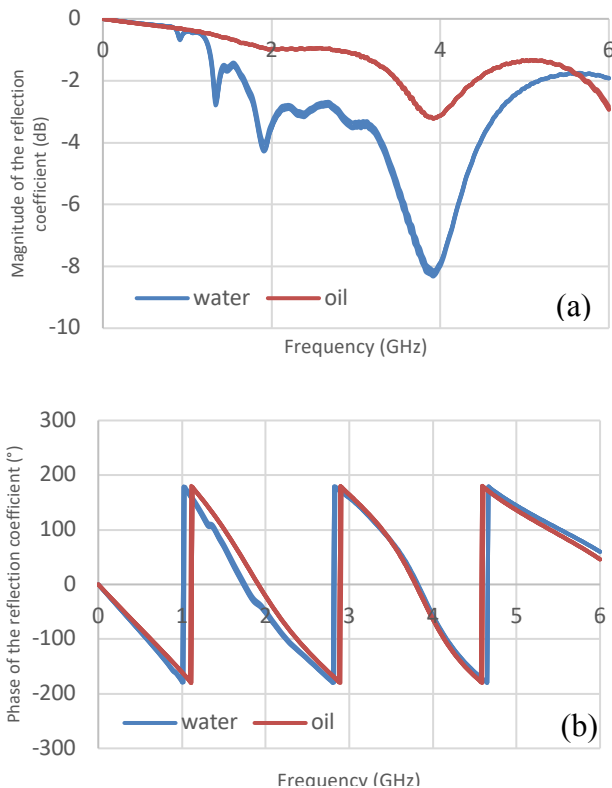 0
0
2
4
6
-2
-4
-6
-8
-10
Magnitude of the reflection
coefficient (dB)
water
oil
(a)
Frequency (GHz)
300
200
100
0
-100
-200
-300
0
1
2
3
4
5
6
Phase of the reflection coefficient (°)
water
oil
(b)
Frequency (GHz)